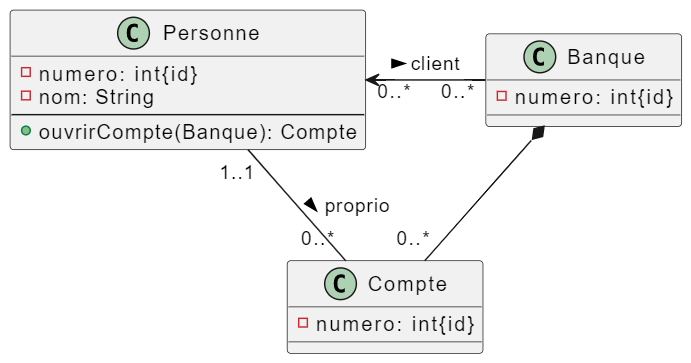 C Personne
numero: int{id}
nom: String
ouvrirCompte(Banque): Compte
client
0..*
0..*
C Banque
numero: int{id}
1..1
proprio
0..*
0..*
C Compte
numero: int{id}